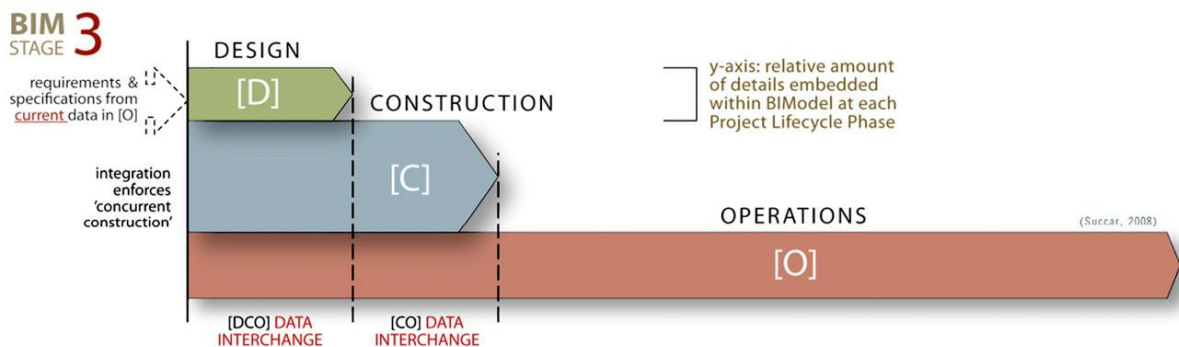 BIM
STAGE 3
requirements &
specifications from
current data in [O]
integration
enforces
'concurrent
construction'
DESIGN
[D]
CONSTRUCTION
[C]
y-axis: relative amount
of details embedded
within BIModel at each
Project Lifecycle Phase
OPERATIONS
(Succar, 2008)
[O]
[DCO] DATA
INTERCHANGE
[CO] DATA
INTERCHANGE